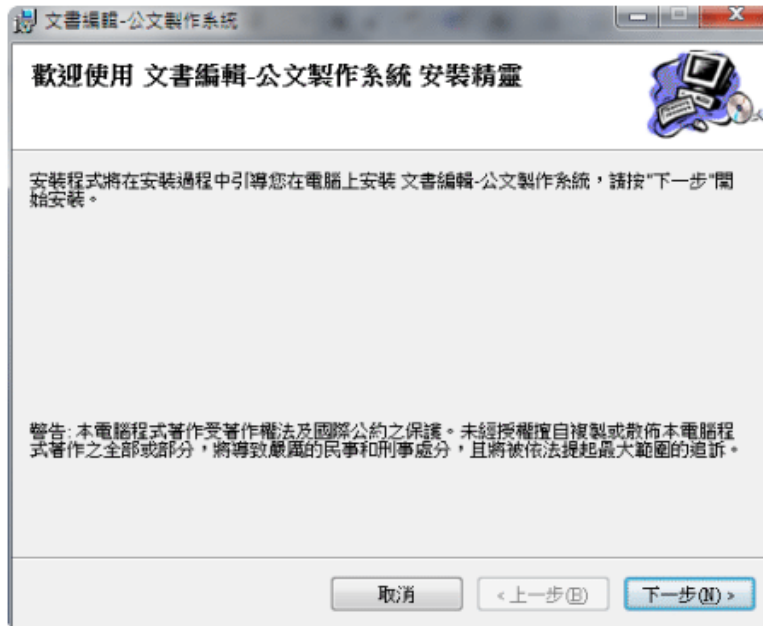 文書編輯-公文製作系統
歡迎使用 文書編輯-公文製作系統 安裝精靈
安裝程式將在安裝過程中引導您在電腦上安裝 文書編輯-公文製作系統，請按"下一步"開
始安裝。
警告: 本電腦程式著作受著作權法及國際公約之保護。未經授權擅自複製或散佈本電腦程
式著作之全部或部分，將導致嚴厲的民事和刑事處分，且將被依法提起最大範圍的追訴。
取消 <上一步(B) 下一步(N) >